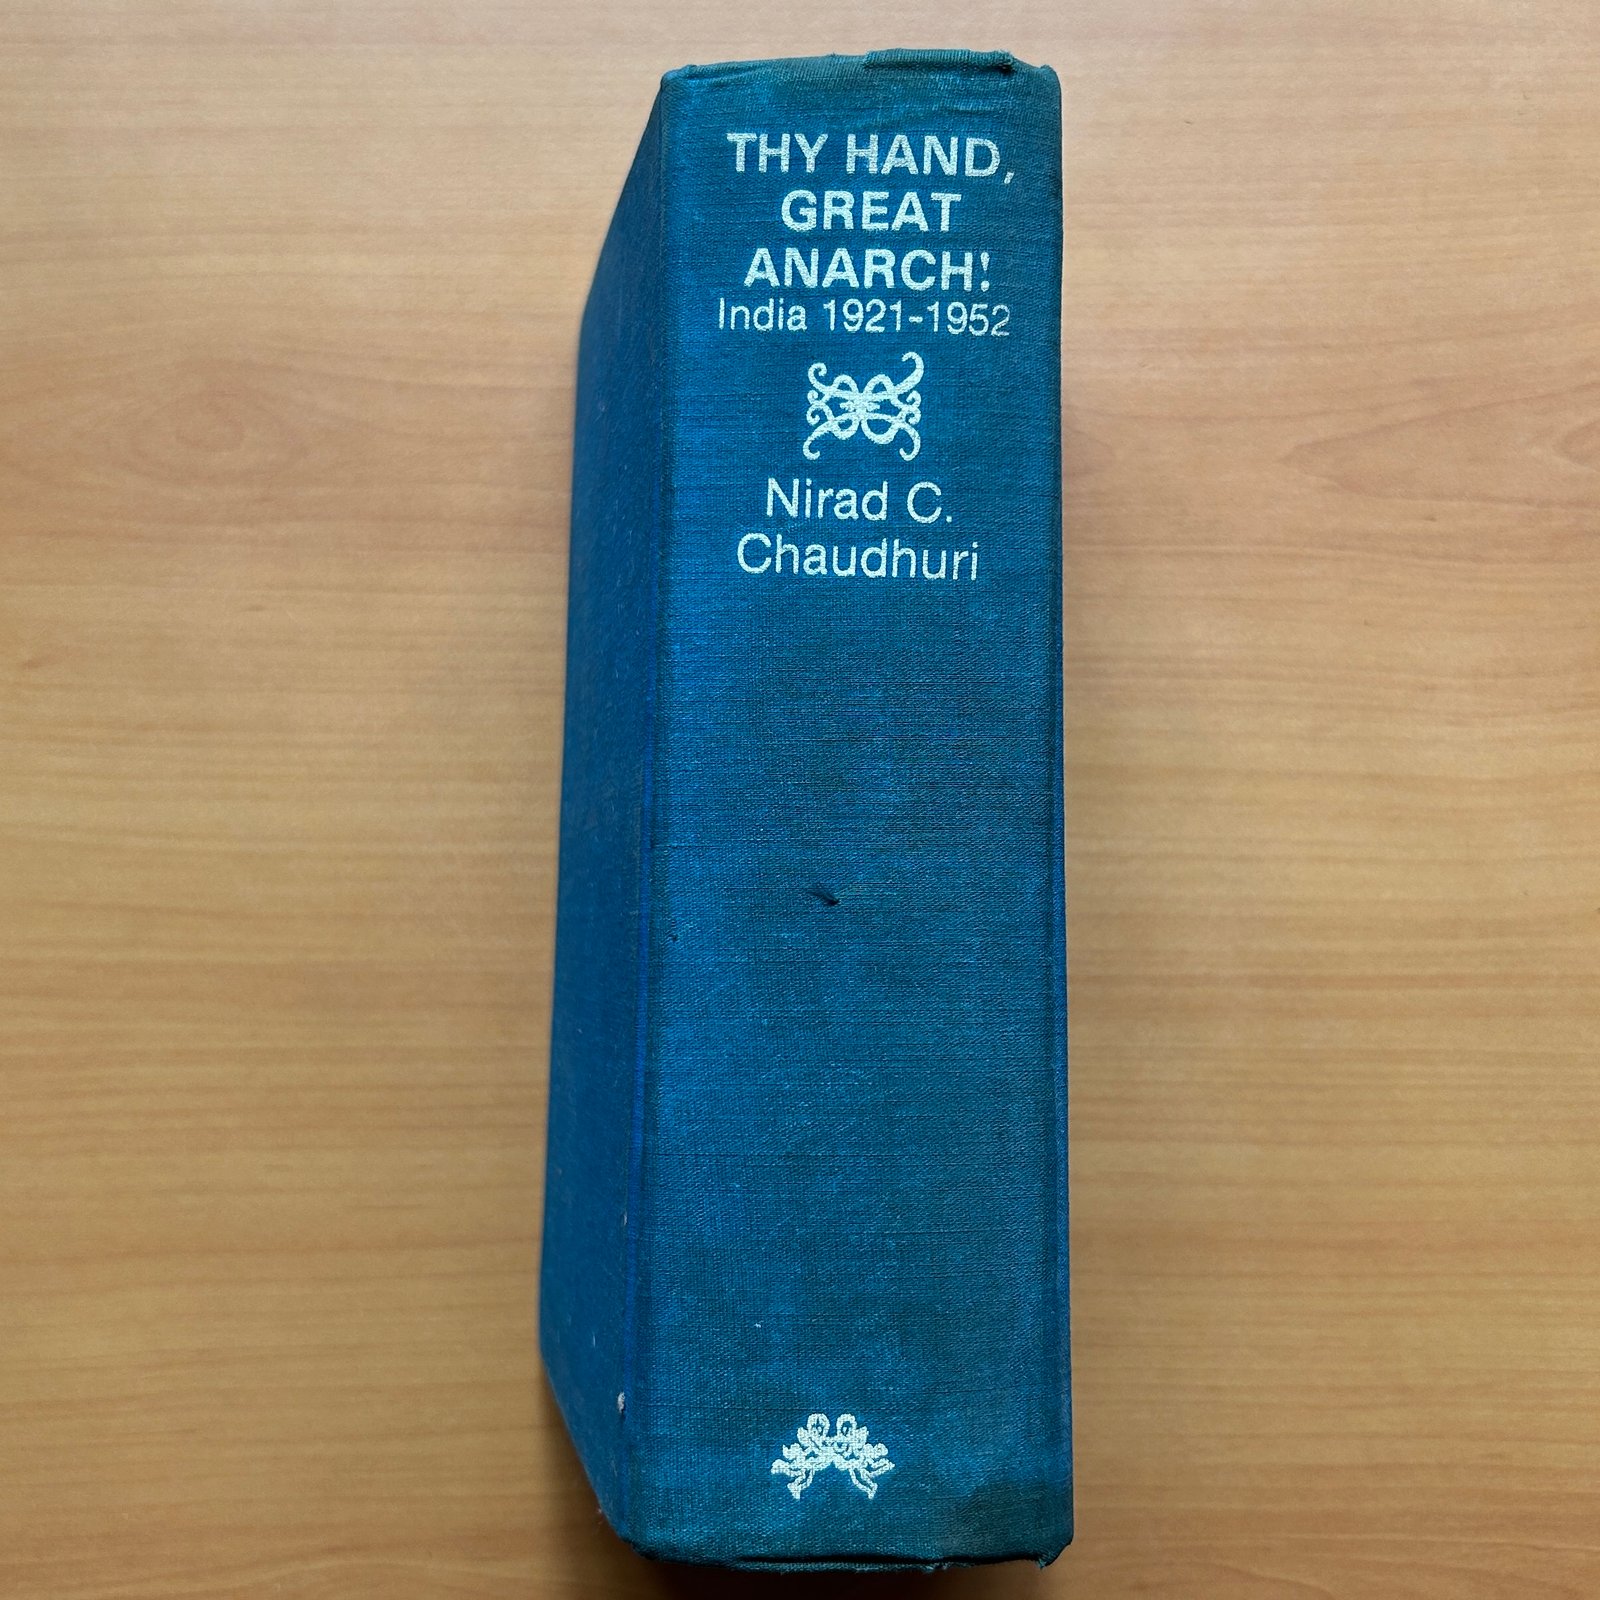 THY HAND,
GREAT
ANARCH!
India 1921-1952
Nirad C.
Chaudhuri